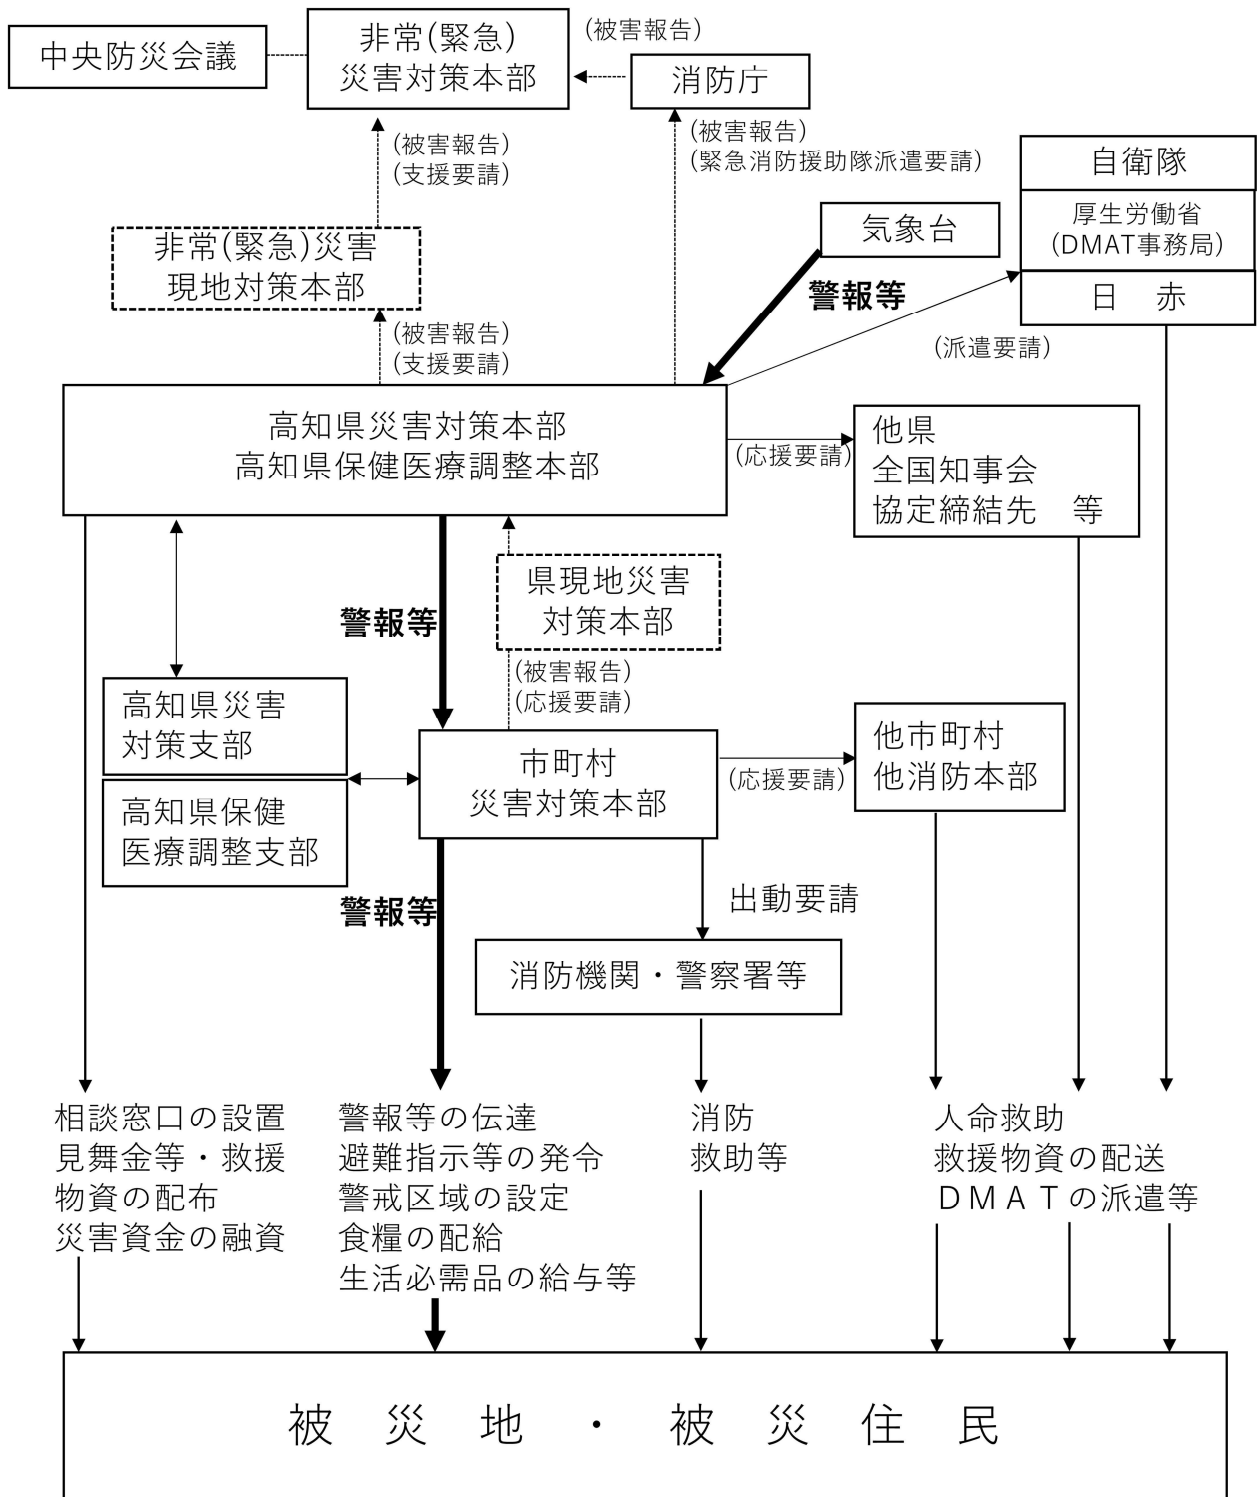 中央防災会議
非常(緊急)
災害対策本部
(被害報告)
消防庁
(被害報告)
(支援要請)
(被害報告)
(緊急消防援助隊派遣要請)
自衛隊
厚生労働省
(DMAT事務局)
日　赤
気象台
警報等
非常(緊急)災害
現地対策本部
(被害報告)
(支援要請)
(派遣要請)
高知県災害対策本部
高知県保健医療調整本部
(応援要請)
他県
全国知事会
協定締結先　等
県現地災害
対策本部
警報等
(被害報告)
(応援要請)
高知県災害
対策支部
高知県保健
医療調整支部
市町村
災害対策本部
(応援要請)
他市町村
他消防本部
警報等
出動要請
消防機関・警察署等
相談窓口の設置
見舞金等・救援
物資の配布
災害資金の融資
警報等の伝達
避難指示等の発令
警戒区域の設定
食糧の配給
生活必需品の給与等
消防
救助等
人命救助
救援物資の配送
ＤＭＡＴの派遣等
被　災　地　・　被　災　住　民